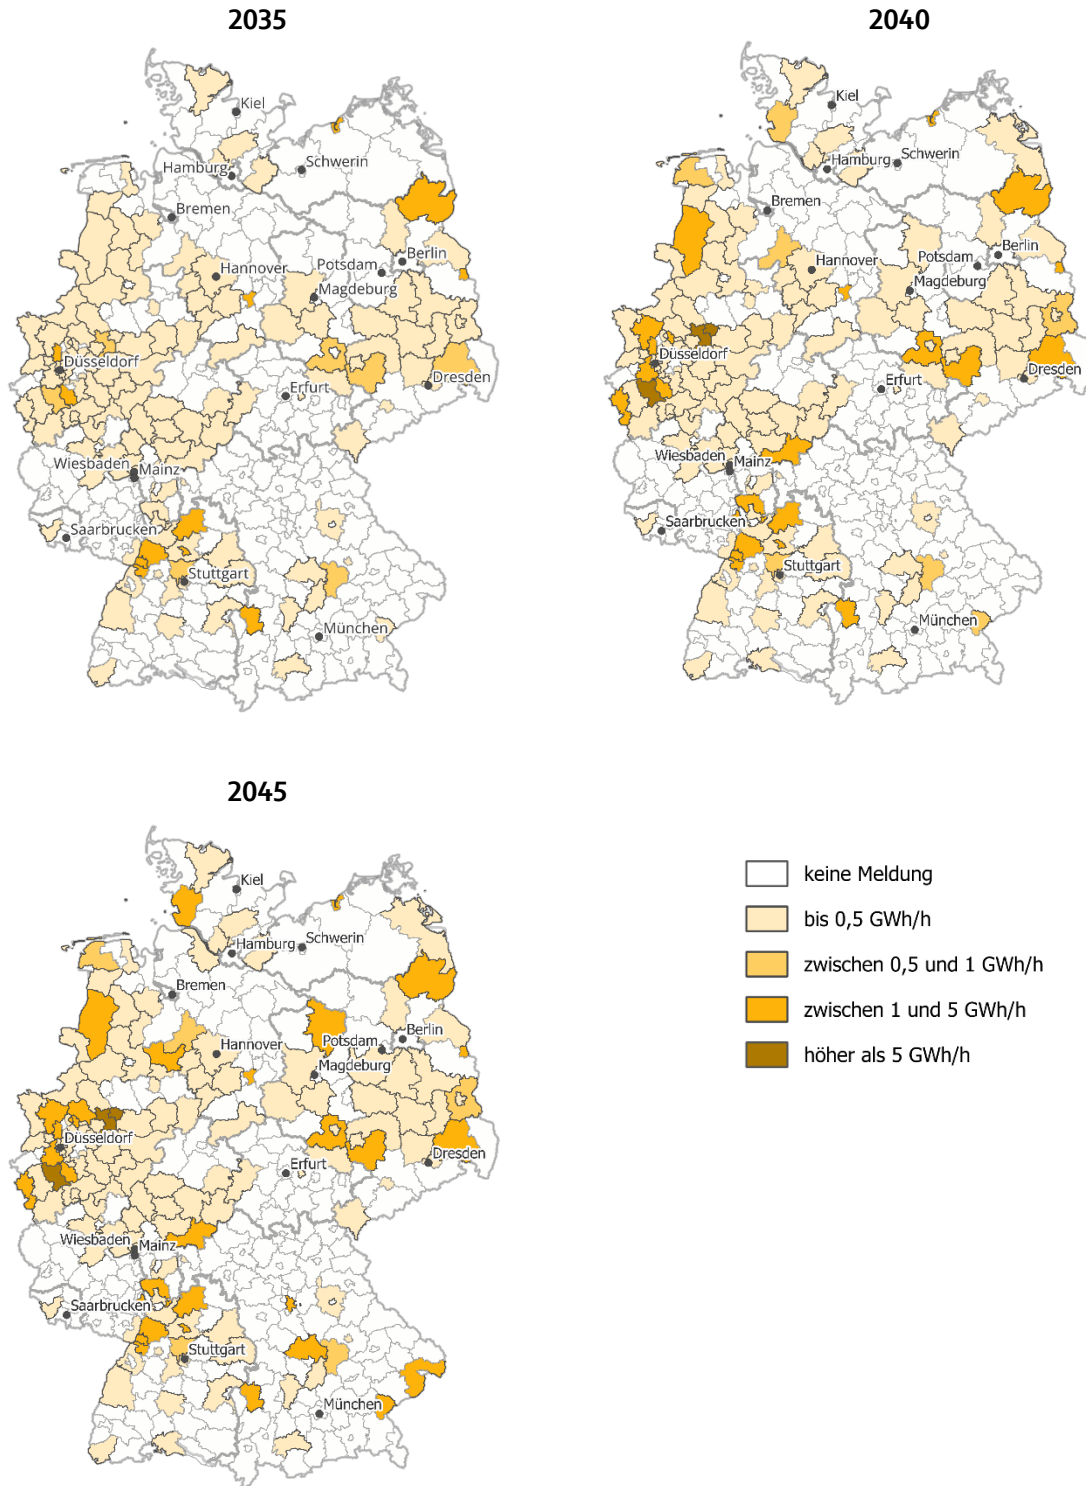 2035
2040
Kiel
Hamburg
Schwerin
Bremen
Berlin
Hannover
Potsdam
Magdeburg
Düsseldorf
Erfurt
Dresden
Wiesbaden
Mainz
Saarbrucken
Stuttgart
München
Kiel
Hamburg
Schwerin
Bremen
Berlin
Potsdam
Hannover
Magdeburg
Düsseldorf
Dresden
Erfurt
Wiesbaden
Mainz
Saarbrucken
Stuttgart
München
2045
Kiel
Hamburg
Schwerin
Bremen
Berlin
Potsdam
Hannover
Magdeburg
Düsseldorf
Dresden
Erfurt
Wiesbaden
Mainz
Saarbrucken
Stuttgart
München
keine Meldung
bis 0,5 GWh/h
zwischen 0,5 und 1 GWh/h
zwischen 1 und 5 GWh/h
höher als 5 GWh/h